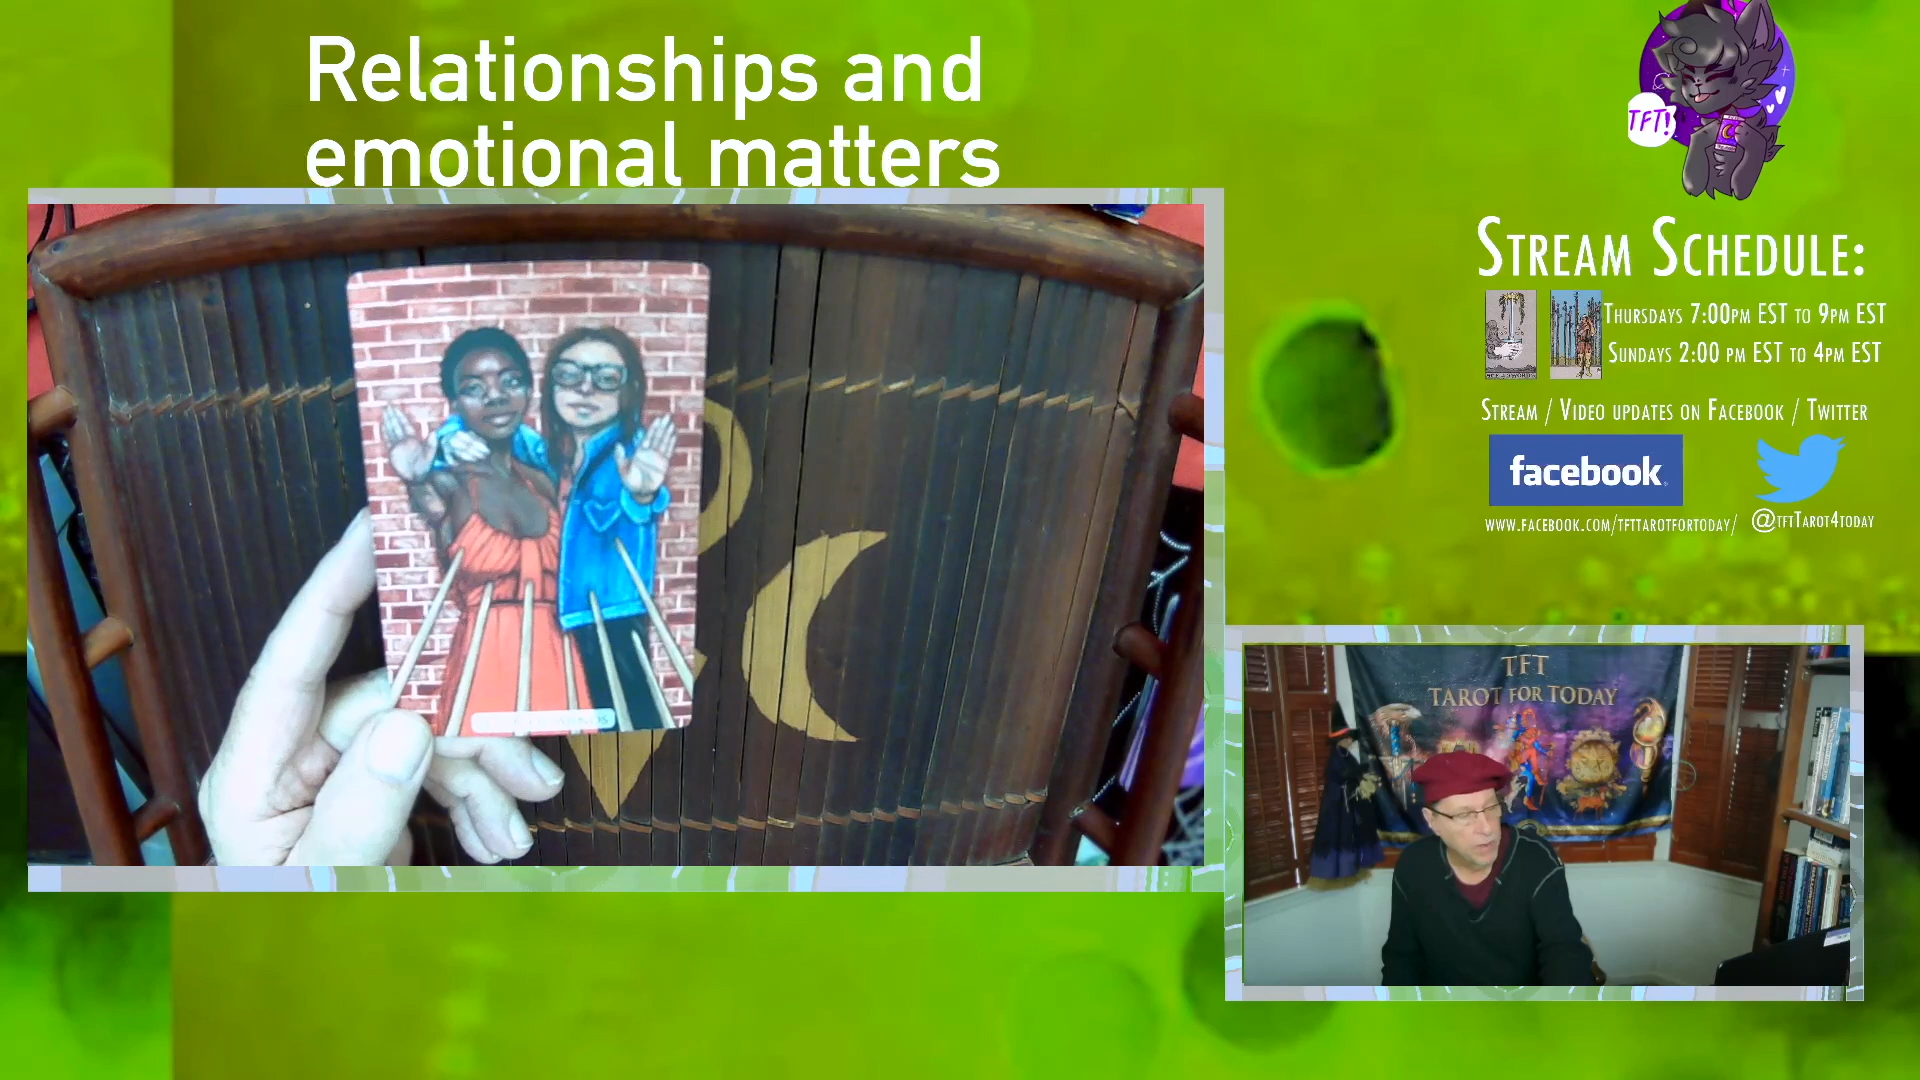 Relationships and
emotional matters
TFT!
STREAM SCHEDULE:
THURSDAYS 7:00PM EST TO 9PM EST
SUNDAYS 2:00 PM EST TO 4PM EST
STREAM / VIDEO UPDATES ON FACEBOOK / TWITTER
facebook
WWW.FACEBOOK.COM/TFTTAROTFORTODAY/
@TFTTAROT4TODAY
TFT
TAROT FOR TODAY